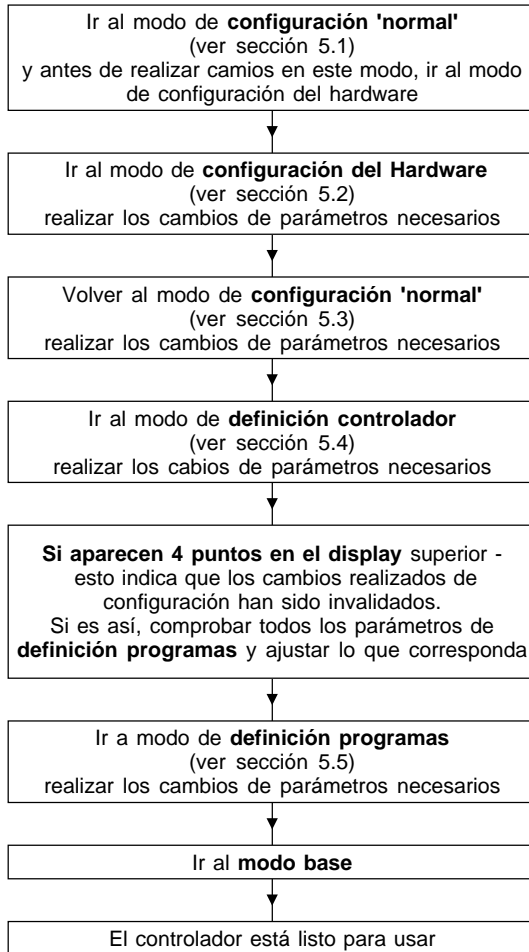 Ir al modo de configuración 'normal'
(ver sección 5.1)
y antes de realizar camios en este modo, ir al modo
de configuración del hardware
Ir al modo de configuración del Hardware
(ver sección 5.2)
realizar los cambios de parámetros necesarios
Volver al modo de configuración 'normal'
(ver sección 5.3)
realizar los cambios de parámetros necesarios
Ir al modo de definición controlador
(ver sección 5.4)
realizar los cabios de parámetros necesarios
Si aparecen 4 puntos en el display superior -
esto indica que los cambios realizados de
configuración han sido invalidados.
Si es así, comprobar todos los parámetros de
definición programas y ajustar lo que corresponda
Ir a modo de definición programas
(ver sección 5.5)
realizar los cambios de parámetros necesarios
Ir al modo base
El controlador está listo para usar